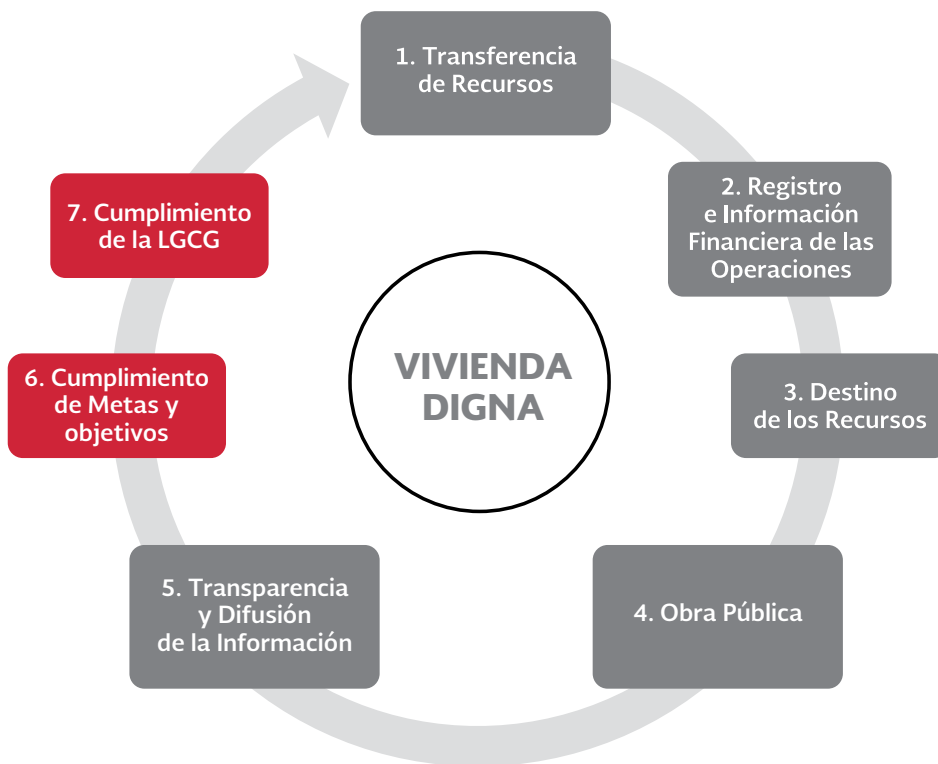 1. Transferencia
de Recursos
2. Registro
e Información
Financiera de las
Operaciones
3. Destino
de los Recursos
4. Obra Pública
5. Transparencia
y Difusión
de la Información
6. Cumplimiento
de Metas y
objetivos
7. Cumplimiento
de la LGCG
VIVIENDA
DIGNA